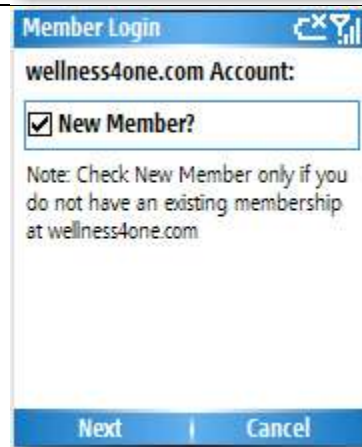 Member Login
wellness4one.com Account:
New Member?
Note: Check New Member only if you
do not have an existing membership
at wellness4one.com
Next Cancel